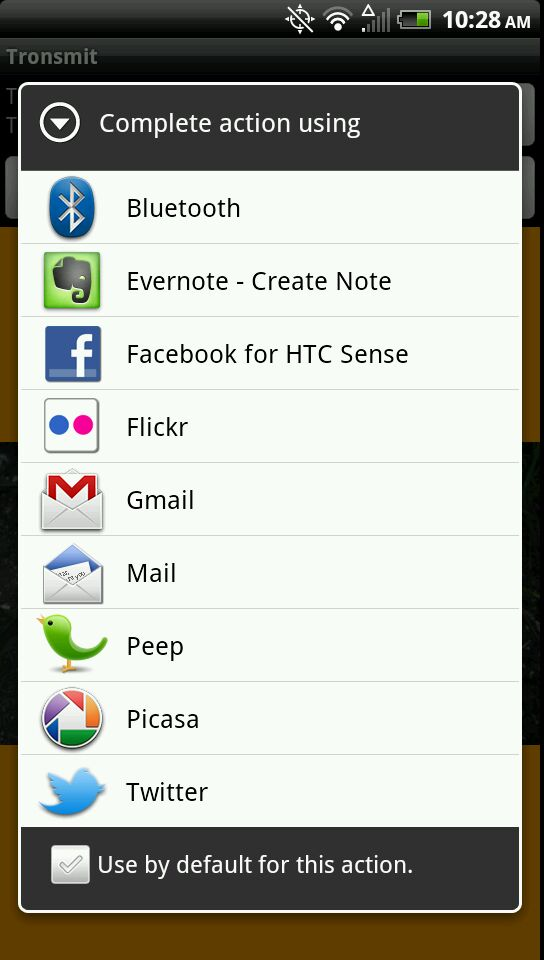 10:28 AM
Tronsmit
T
T
Complete action using
Bluetooth
Evernote - Create Note
Facebook for HTC Sense
Flickr
Gmail
Mail
Peep
Picasa
Twitter
Use by default for this action.